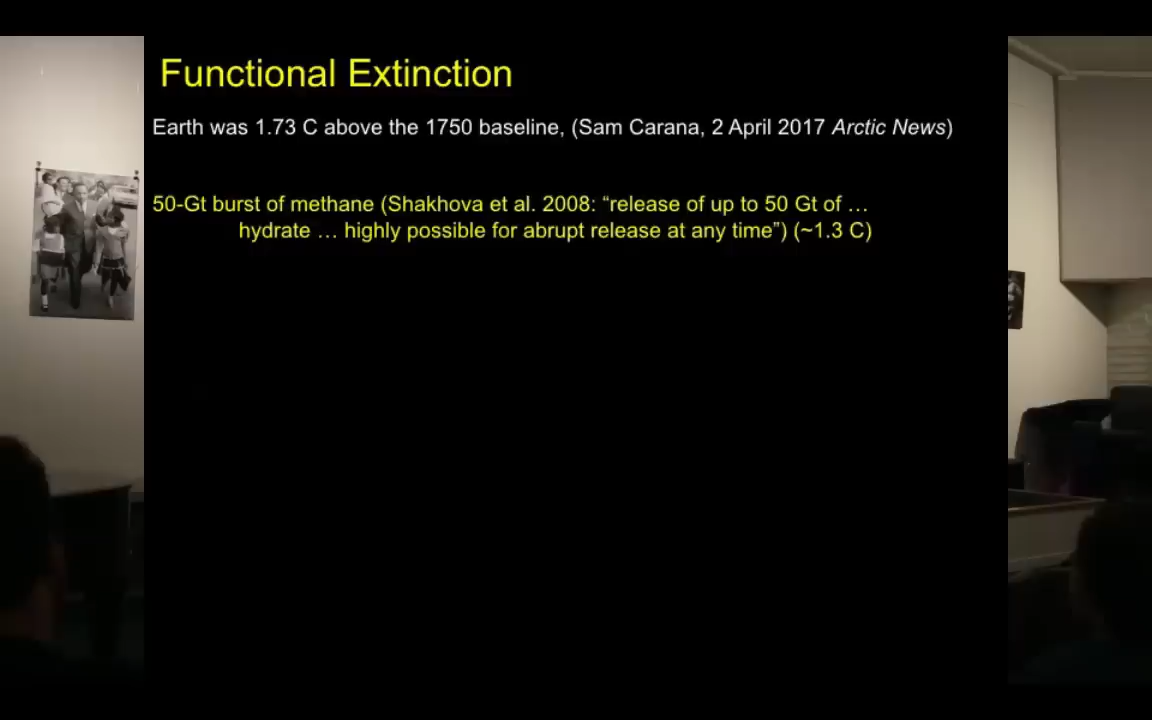 Functional Extinction
Earth was 1.73 C above the 1750 baseline, (Sam Carana, 2 April 2017 Arctic News)
50-Gt burst of methane (Shakhova et al. 2008: “release of up to 50 Gt of …
hydrate … highly possible for abrupt release at any time”) (~1.3 C)